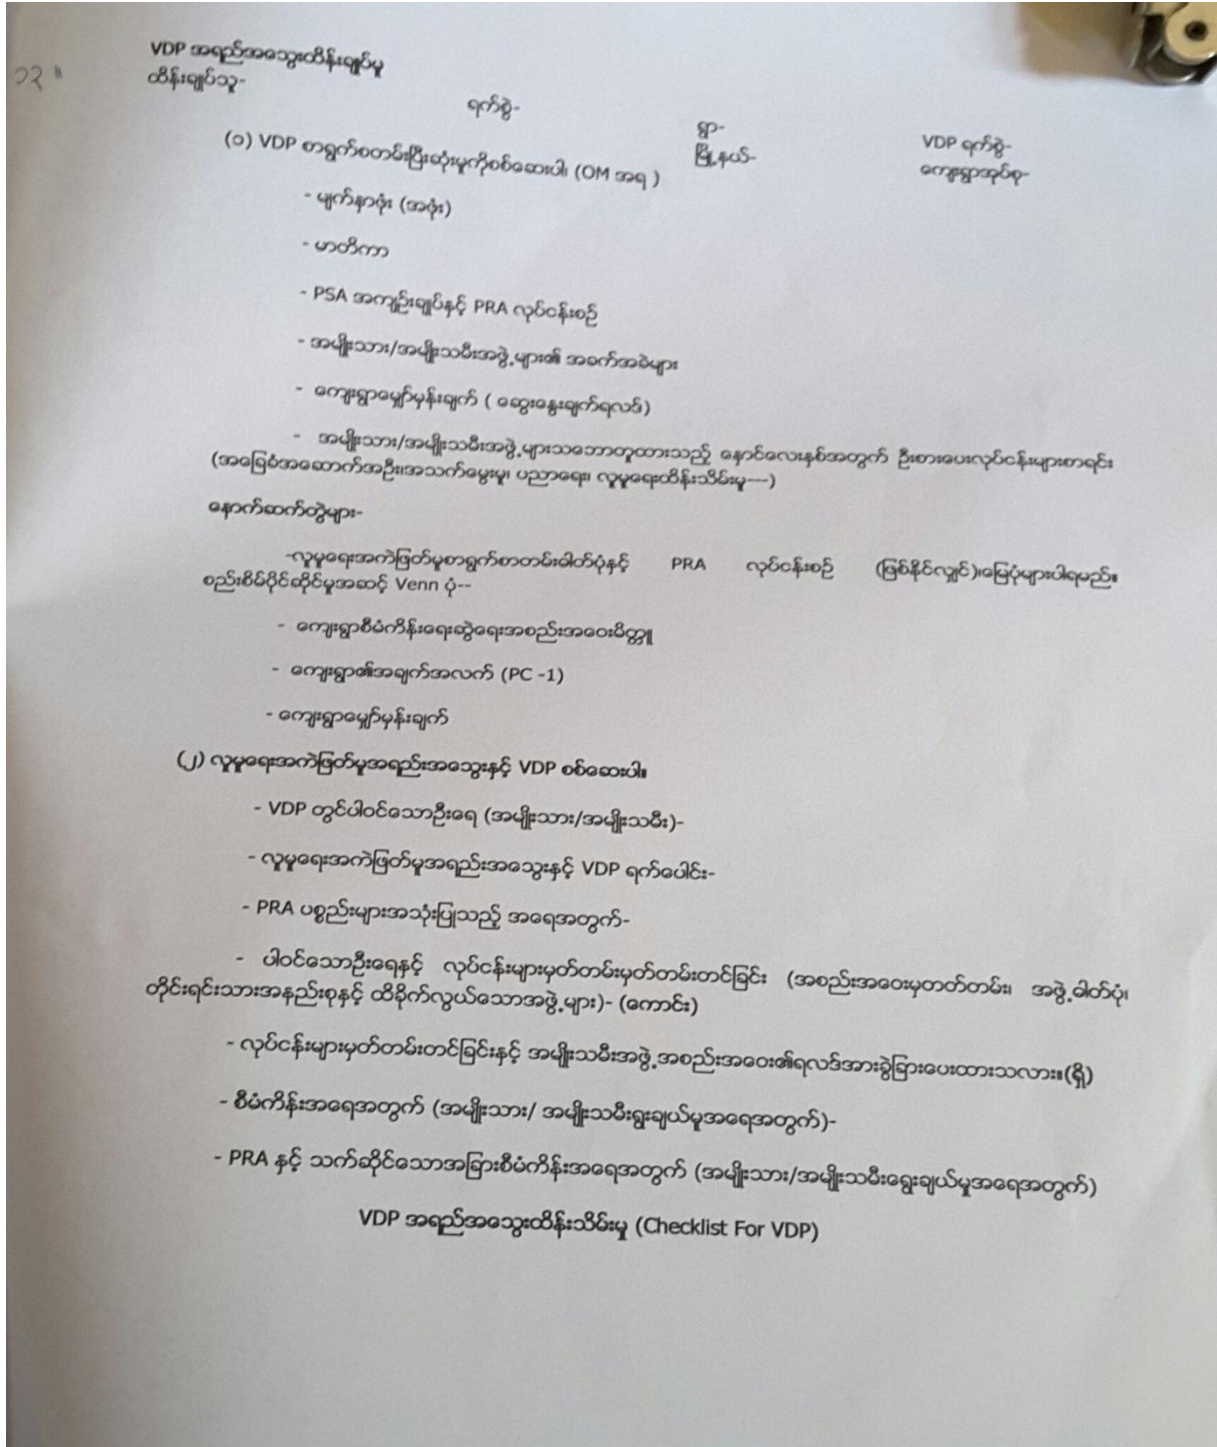 ၁၃။
VDP အရည်အသွေးထိန်းချုပ်မှု
ထိန်းချုပ်သူ-
ရက်စွဲ- ရွာ- VDP ရက်စွဲ-
မြို့နယ်- ကျေးရွာအုပ်စု-
(၁) VDP စာရွက်စတမ်းပြီးဆုံးမှုကိုစစ်ဆေးပါ၊ (OM အရ )
- မျက်နှာဖုံး (အဖုံး)
- မာတိကာ
- PSA အကျဉ်းချုပ်နှင့် PRA လုပ်ငန်းစဉ်
- အမျိုးသား/အမျိုးသမီးအဖွဲ့များ၏ အခက်အခဲများ
- ကျေးရွာမျှော်မှန်းချက် ( ဆွေးနွေးချက်ရလဒ်)
- အမျိုးသား/အမျိုးသမီးအဖွဲ့များသဘောတူထားသည့် နောင်လေးနှစ်အတွက် ဦးစားပေးလုပ်ငန်းများစာရင်း
(အခြေခံအဆောက်အဦး၊အသက်မွေးမှု၊ ပညာရေး၊ လူမှုရေးထိန်းသိမ်းမှု---)
နောက်ဆက်တွဲများ-
-လူမှုရေးအကဲဖြတ်မှုစာရွက်စာတမ်းဓါတ်ပုံနှင့် PRA လုပ်ငန်းစဉ် (ဖြစ်နိုင်လျှင်)၊မြေပုံများပါရမည်။
စည်းစိမ်ပိုင်ဆိုင်မှုအဆင့် Venn ပုံ--
- ကျေးရွာစီမံကိန်းရေးဆွဲရေးအစည်းအဝေးမိတ္တူ
- ကျေးရွာ၏အချက်အလက် (PC -1)
- ကျေးရွာမျှော်မှန်းချက်
(၂) လူမှုရေးအကဲဖြတ်မှုအရည်းအသွေးနှင့် VDP စစ်ဆေးပါ။
- VDP တွင်ပါဝင်သောဦးရေ (အမျိုးသား/အမျိုးသမီး)-
- လူမှုရေးအကဲဖြတ်မှုအရည်းအသွေးနှင့် VDP ရက်ပေါင်း-
- PRA ပစ္စည်းများအသုံးပြုသည့် အရေအတွက်-
- ပါဝင်သောဦးရေနှင့် လုပ်ငန်းများမှတ်တမ်းမှတ်တမ်းတင်ခြင်း (အစည်းအဝေးမှတတ်တမ်း၊ အဖွဲ့ဓါတ်ပုံ၊
တိုင်းရင်းသားအနည်းစုနှင့် ထိခိုက်လွယ်သောအဖွဲ့များ)- (ကောင်း)
- လုပ်ငန်းများမှတ်တမ်းတင်ခြင်းနှင့် အမျိုးသမီးအဖွဲ့အစည်းအဝေး၏ရလဒ်အားခွဲခြားပေးထားသလား။(ရှိ)
- စီမံကိန်းအရေအတွက် (အမျိုးသား/ အမျိုးသမီးရွးချယ်မှုအရေအတွက်)-
- PRA နှင့် သက်ဆိုင်သောအခြားစီမံကိန်းအရေအတွက် (အမျိုးသား/အမျိုးသမီးရွေးချယ်မှုအရေအတွက်)
VDP အရည်အသွေးထိန်းသိမ်းမှု (Checklist For VDP)